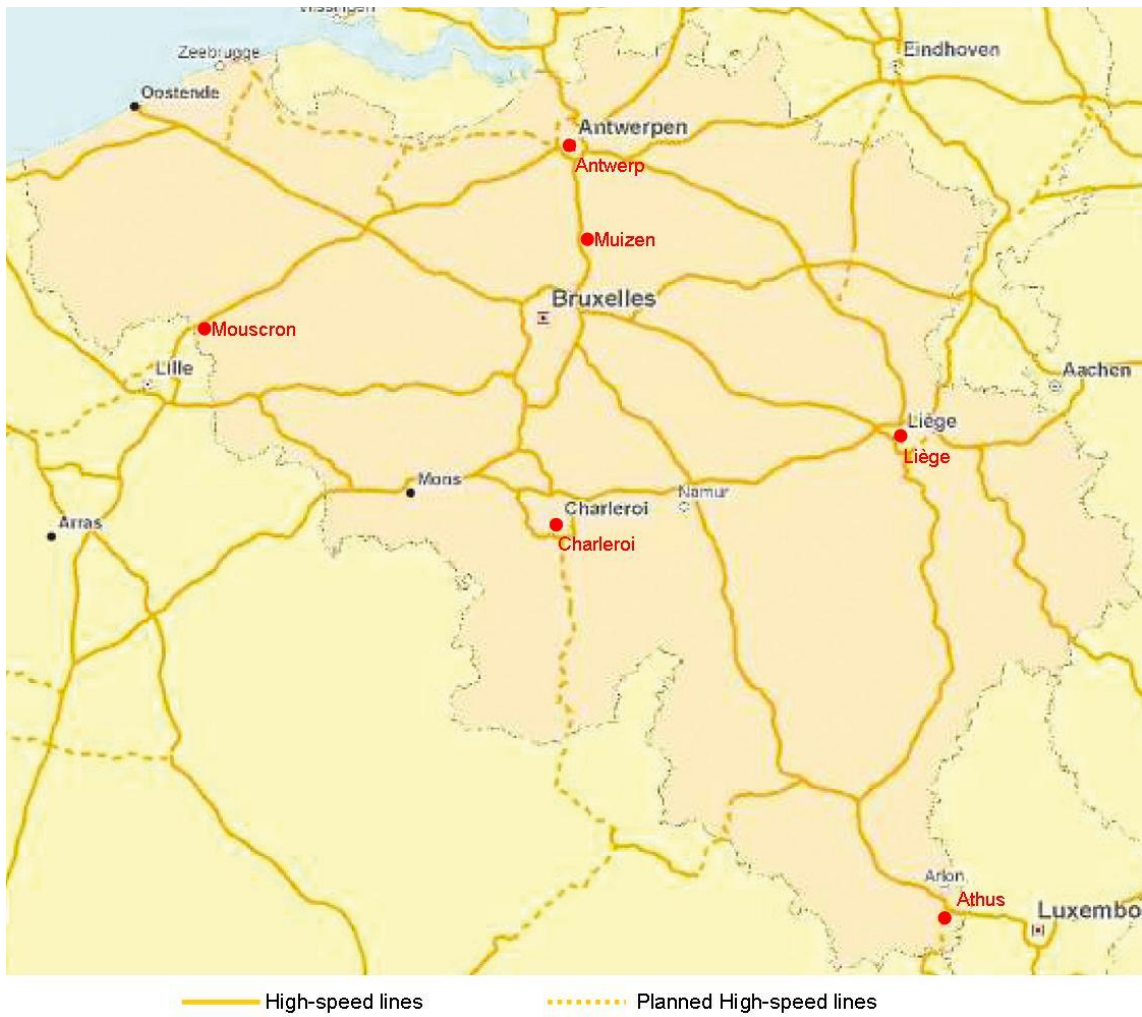 Zeebrugge
Eindhoven
Oostende
Antwerpen
Antwerp
Muizen
Bruxelles
Mouscron
Lille
Aachen
Liège
Liège
Mons
Namur
Charleroi
Arras
Charleroi
Arlon
Athus
Luxembo
High-speed lines
Planned High-speed lines